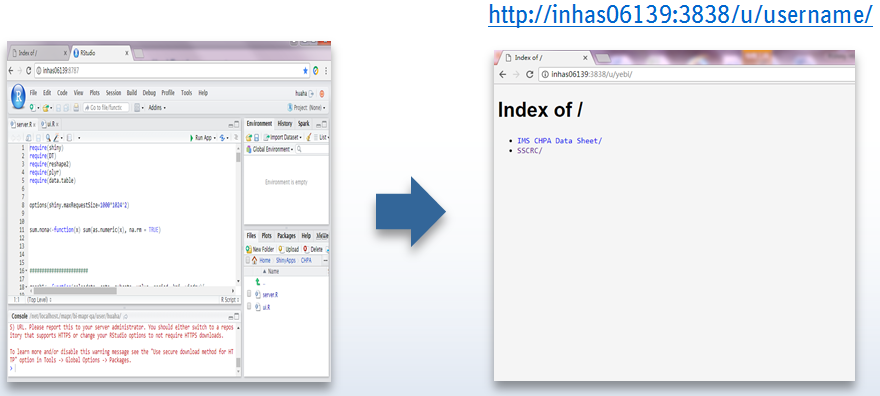 http://inhas06139:3838/u/username/
Index of /
RStudio
inhas06139:8787
File Edit Code View Plots Session Build Debug Profile Tools Help
huaha
Go to file/functi
Addins
Project: (None)
server.R
ui.R
Run App
1 require(shiny)
2 require(DT)
3 require(reshape2)
4 require(plyr)
5 require(data.table)
6
7
8 options(shiny.maxRequestSize=1000*1024^2)
9
10
11 sum.nona<-function(x) sum(as.numeric(x), na.rm = TRUE)
12
13
14
15
16 ########################
17
1:1 (Top Level)
R Script
Console
S) URL. Please report this to your server administrator. You should either switch to a repos
itory that supports HTTPS or change your RStudio options to not require HTTPS downloads.
To learn more and/or disable this warning message see the "Use secure download method for HT
TP" option in Tools -> Global Options -> Packages.
>
Environment History Spark
Import Dataset
List
Global Environment
Environment is empty
Files Plots Packages Help Viewer
New Folder Upload Delete
Home ShinyApps CHPA
Name
..
server.R
ui.R
Index of /
inhas06139:3838/u/yebi/
Index of /
• IMS CHPA Data Sheet/
• SSCRC/